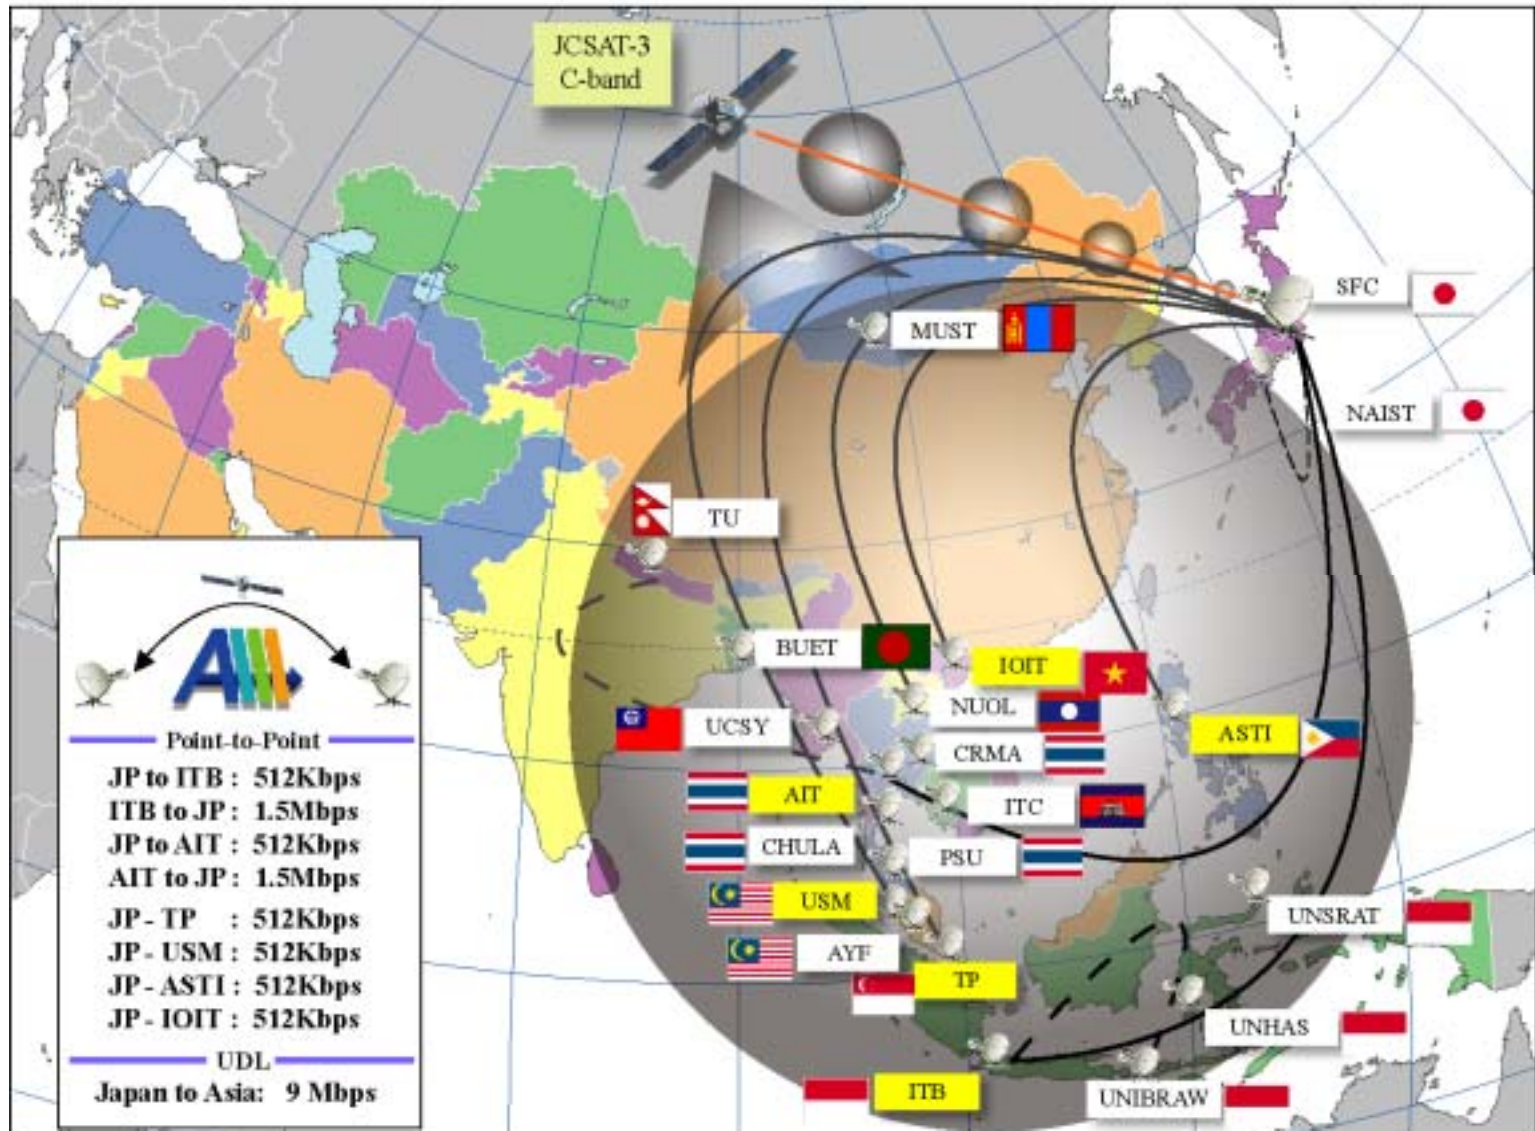 JCSAT-3
C-band
SFC
MUST
NAIST
TU
BUET
IOIT
NUOL
UCSY
ASTI
CRMA
AIT
ITC
CHULA
PSU
USM
UNSRAT
AYF
TP
UNHAS
ITB
UNIBRAW
AIII
Point-to-Point
JP to ITB : 512Kbps
ITB to JP : 1.5Mbps
JP to AIT : 512Kbps
AIT to JP : 1.5Mbps
JP - TP : 512Kbps
JP - USM : 512Kbps
JP - ASTI : 512Kbps
JP - IOIT : 512Kbps
UDL
Japan to Asia: 9 Mbps